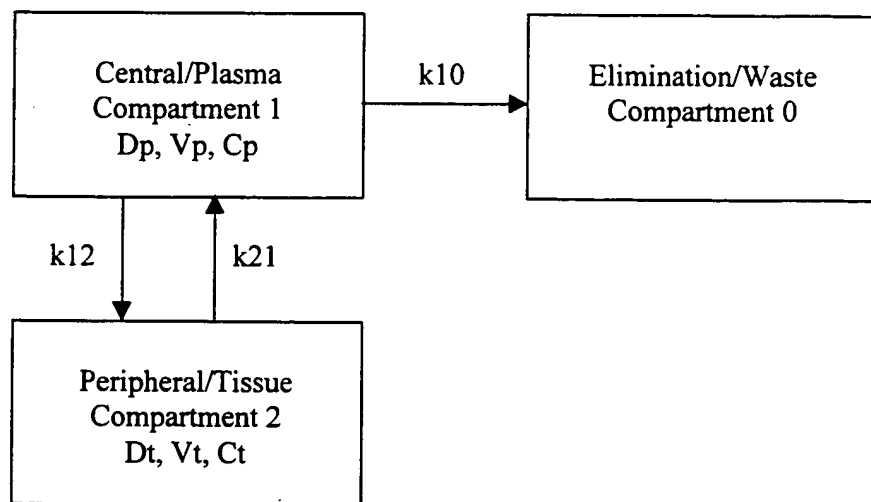 Central/Plasma
Compartment 1
Dp, Vp, Cp
k10
Elimination/Waste
Compartment 0
k12
k21
Peripheral/Tissue
Compartment 2
Dt, Vt, Ct